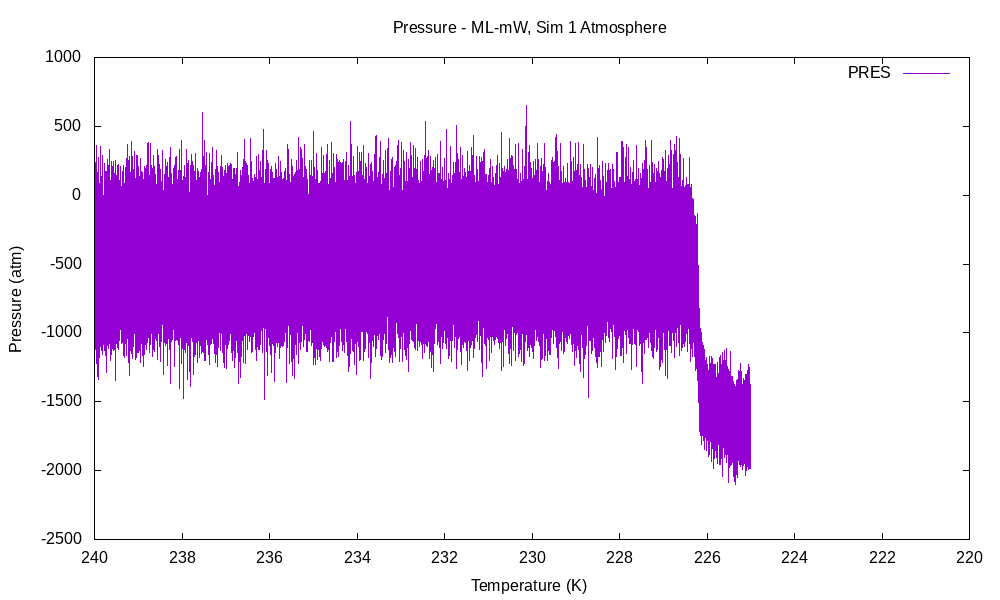 Pressure - ML-mW, Sim 1 Atmosphere
PRES
1000
500
0
-500
-1000
-1500
-2000
-2500
Pressure (atm)
240 238 236 234 232 230 228 226 224 222 220
Temperature (K)